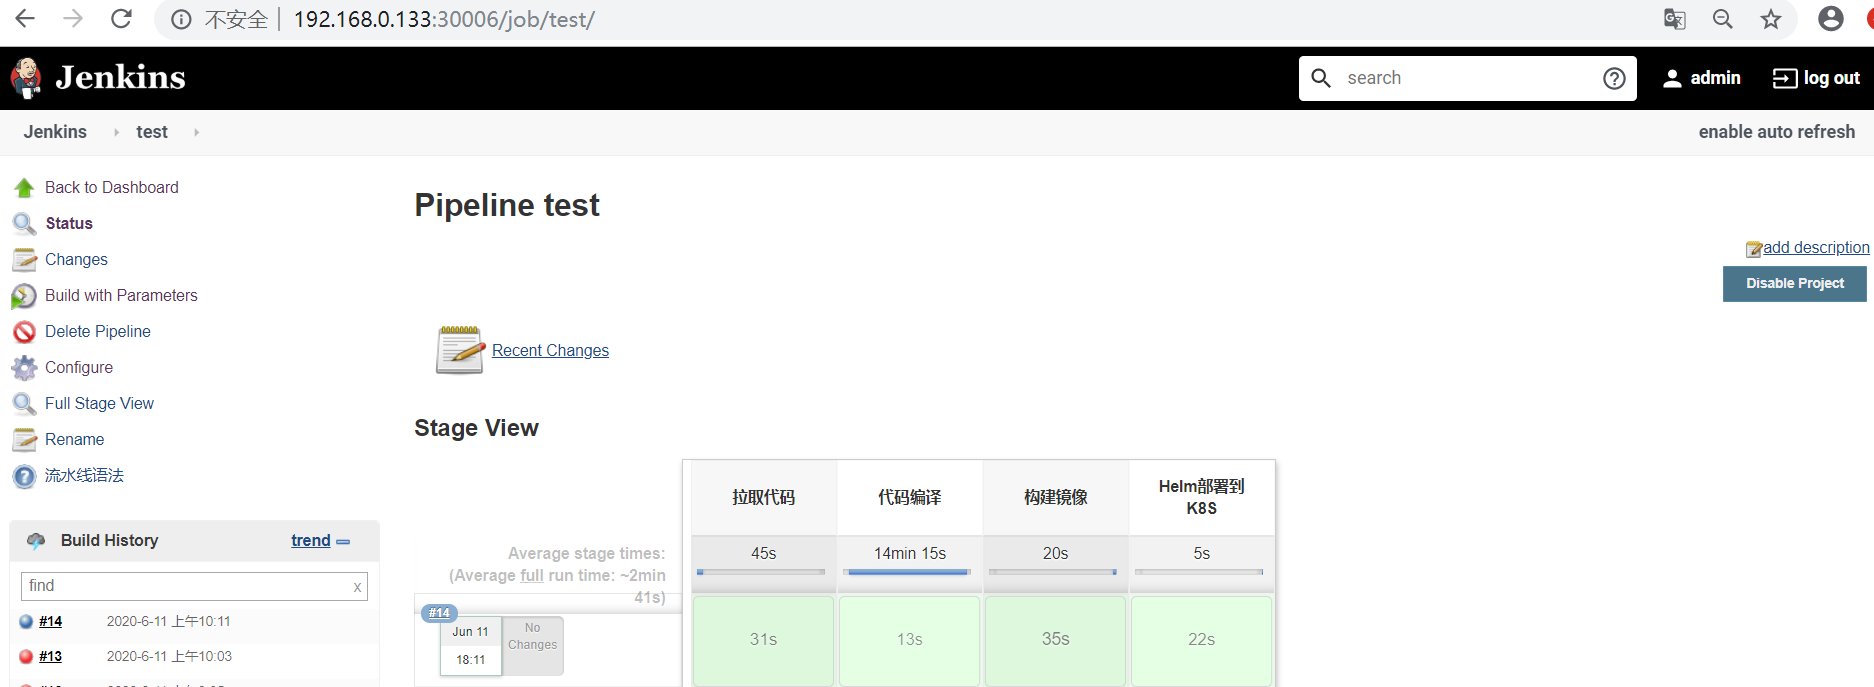 不安全 192.168.0.133:30006/job/test/
Jenkins
search
admin
log out
Jenkins
test
enable auto refresh
Back to Dashboard
Status
Changes
Build with Parameters
Delete Pipeline
Configure
Full Stage View
Rename
流水线语法
Build History
trend
find
x
#14
2020-6-11 上午10:11
#13
2020-6-11 上午10:03
Pipeline test
add description
Disable Project
Recent Changes
Stage View
拉取代码
代码编译
构建镜像
Helm部署到
K8S
Average stage times:
(Average full run time: ~2min
41s)
45s
14min 15s
20s
5s
#14
Jun 11
18:11
No
Changes
31s
13s
35s
22s